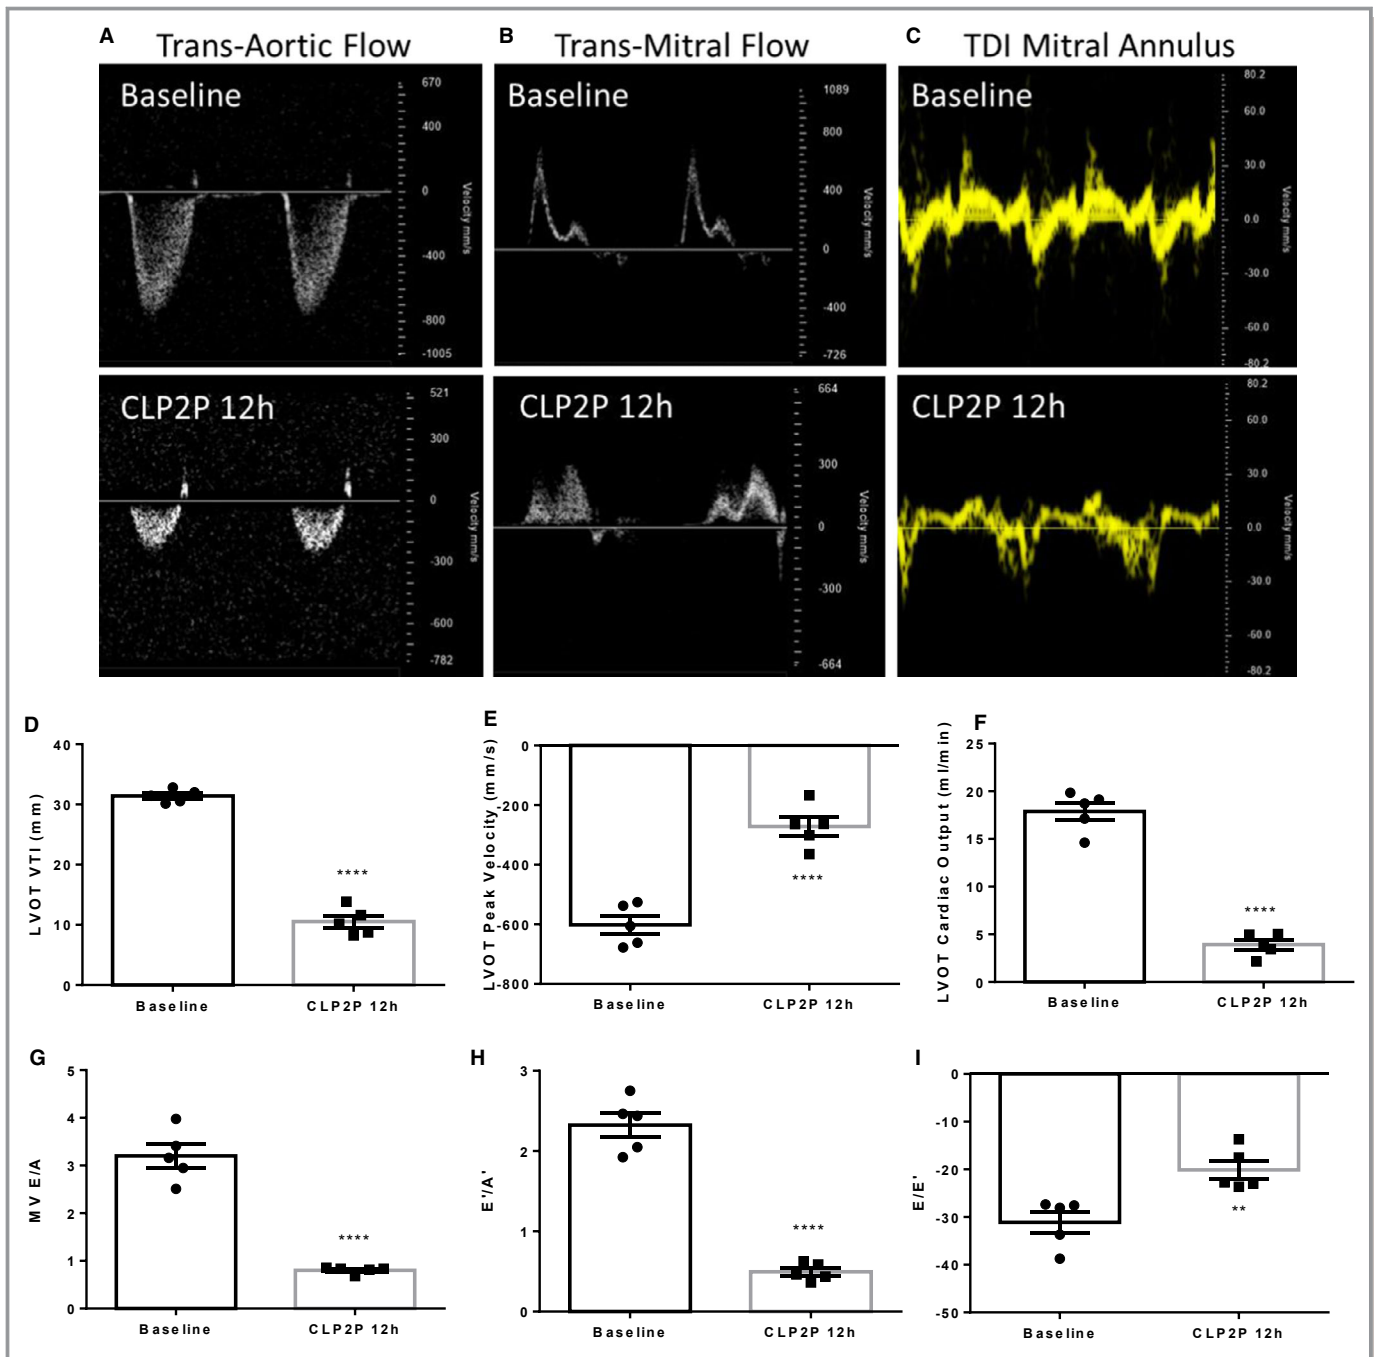 A Trans-Aortic Flow
B Trans-Mitral Flow
C TDI Mitral Annulus
Baseline
670
400
0
-400
-800
-1005
Velocity mm/s
Baseline
1089
800
400
0
-400
-726
Velocity mm/s
Baseline
80.2
60.0
30.0
0.0
-30.0
-60.0
-80.2
Velocity mm/s
CLP2P 12h
521
300
0
-300
-600
-782
Velocity mm/s
CLP2P 12h
664
300
0
-300
-664
Velocity mm/s
CLP2P 12h
80.2
60.0
30.0
0.0
-30.0
-60.0
-80.2
Velocity mm/s
D
LVOT VTI (mm)
40
30
20
10
0
****
Baseline
CLP2P 12h
E
LVOT Peak Velocity (mm/s)
0
-200
-400
-600
-800
****
Baseline
CLP2P 12h
F
LVOT Cardiac Output (ml/min)
25
20
15
10
5
0
****
Baseline
CLP2P 12h
G
MV E/A
5
4
3
2
1
0
****
Baseline
CLP2P 12h
H
E'/A'
3
2
1
0
****
Baseline
CLP2P 12h
I
E/E'
0
-10
-20
-30
-40
-50
**
Baseline
CLP2P 12h